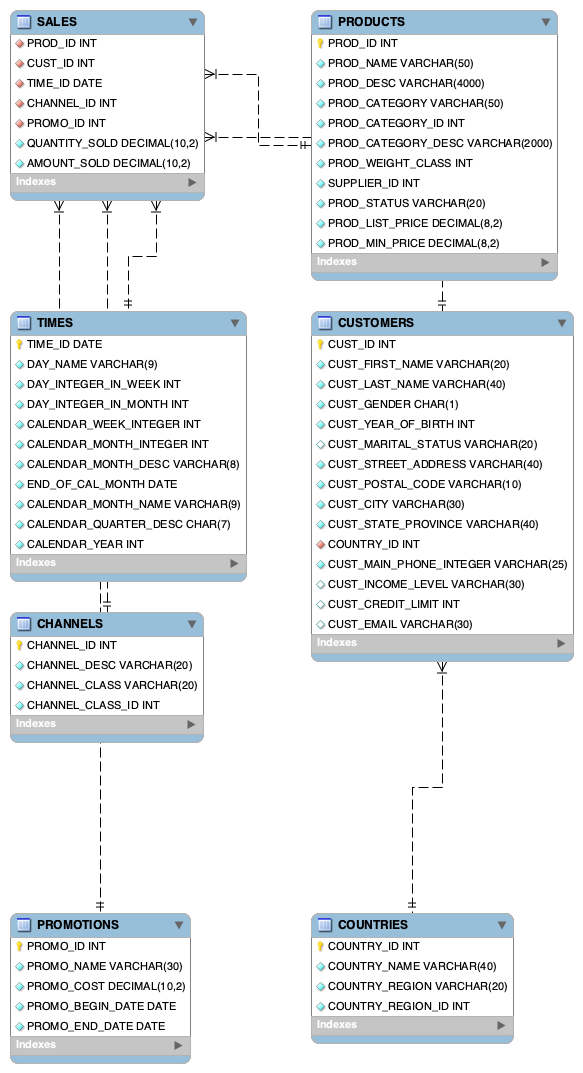 SALES
PROD_ID INT
CUST_ID INT
TIME_ID DATE
CHANNEL_ID INT
PROMO_ID INT
QUANTITY_SOLD DECIMAL(10,2)
AMOUNT_SOLD DECIMAL(10,2)
Indexes
PRODUCTS
PROD_ID INT
PROD_NAME VARCHAR(50)
PROD_DESC VARCHAR(4000)
PROD_CATEGORY VARCHAR(50)
PROD_CATEGORY_ID INT
PROD_CATEGORY_DESC VARCHAR(2000)
PROD_WEIGHT_CLASS INT
SUPPLIER_ID INT
PROD_STATUS VARCHAR(20)
PROD_LIST_PRICE DECIMAL(8,2)
PROD_MIN_PRICE DECIMAL(8,2)
Indexes
TIMES
TIME_ID DATE
DAY_NAME VARCHAR(9)
DAY_INTEGER_IN_WEEK INT
DAY_INTEGER_IN_MONTH INT
CALENDAR_WEEK_INTEGER INT
CALENDAR_MONTH_INTEGER INT
CALENDAR_MONTH_DESC VARCHAR(8)
END_OF_CAL_MONTH DATE
CALENDAR_MONTH_NAME VARCHAR(9)
CALENDAR_QUARTER_DESC CHAR(7)
CALENDAR_YEAR INT
Indexes
CUSTOMERS
CUST_ID INT
CUST_FIRST_NAME VARCHAR(20)
CUST_LAST_NAME VARCHAR(40)
CUST_GENDER CHAR(1)
CUST_YEAR_OF_BIRTH INT
CUST_MARITAL_STATUS VARCHAR(20)
CUST_STREET_ADDRESS VARCHAR(40)
CUST_POSTAL_CODE VARCHAR(10)
CUST_CITY VARCHAR(30)
CUST_STATE_PROVINCE VARCHAR(40)
COUNTRY_ID INT
CUST_MAIN_PHONE_INTEGER VARCHAR(25)
CUST_INCOME_LEVEL VARCHAR(30)
CUST_CREDIT_LIMIT INT
CUST_EMAIL VARCHAR(30)
Indexes
CHANNELS
CHANNEL_ID INT
CHANNEL_DESC VARCHAR(20)
CHANNEL_CLASS VARCHAR(20)
CHANNEL_CLASS_ID INT
Indexes
PROMOTIONS
PROMO_ID INT
PROMO_NAME VARCHAR(30)
PROMO_COST DECIMAL(10,2)
PROMO_BEGIN_DATE DATE
PROMO_END_DATE DATE
Indexes
COUNTRIES
COUNTRY_ID INT
COUNTRY_NAME VARCHAR(40)
COUNTRY_REGION VARCHAR(20)
COUNTRY_REGION_ID INT
Indexes